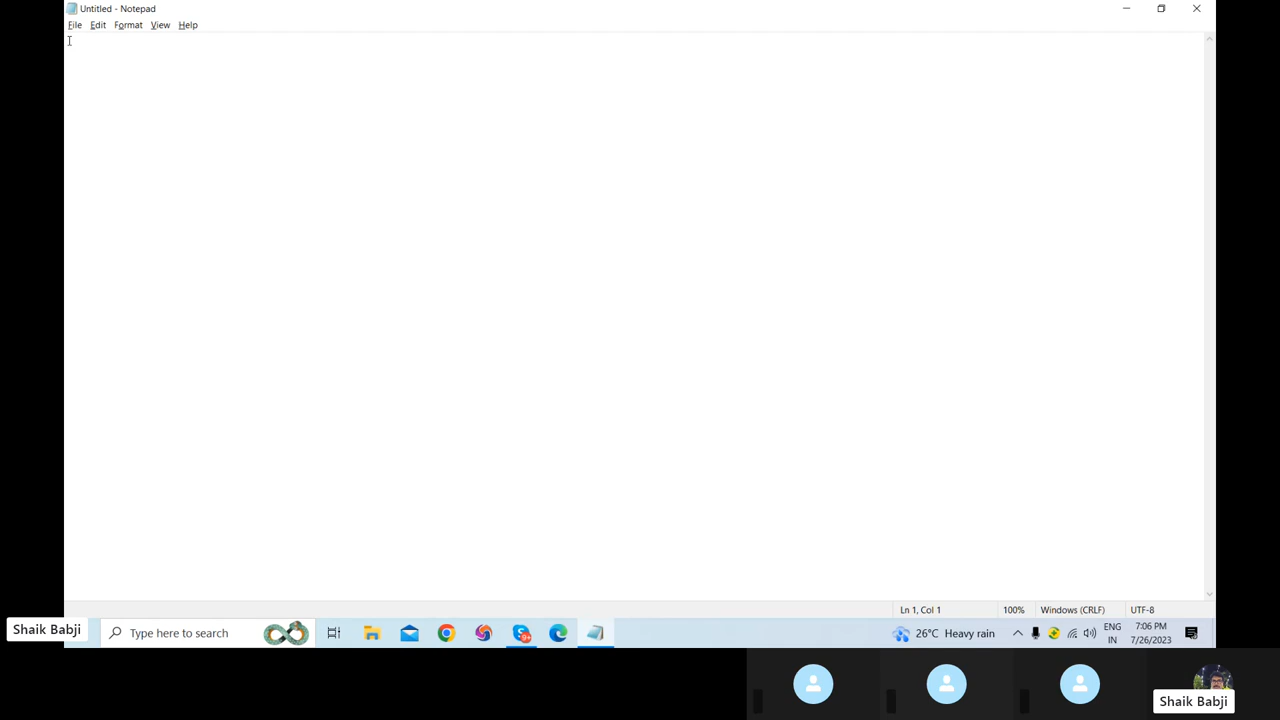 Untitled - Notepad
File Edit Format View Help
Ln 1, Col 1 100% Windows (CRLF) UTF-8
Shaik Babji
Type here to search
9+
26°C Heavy rain
ENG
IN
7:06 PM
7/26/2023
Shaik Babji